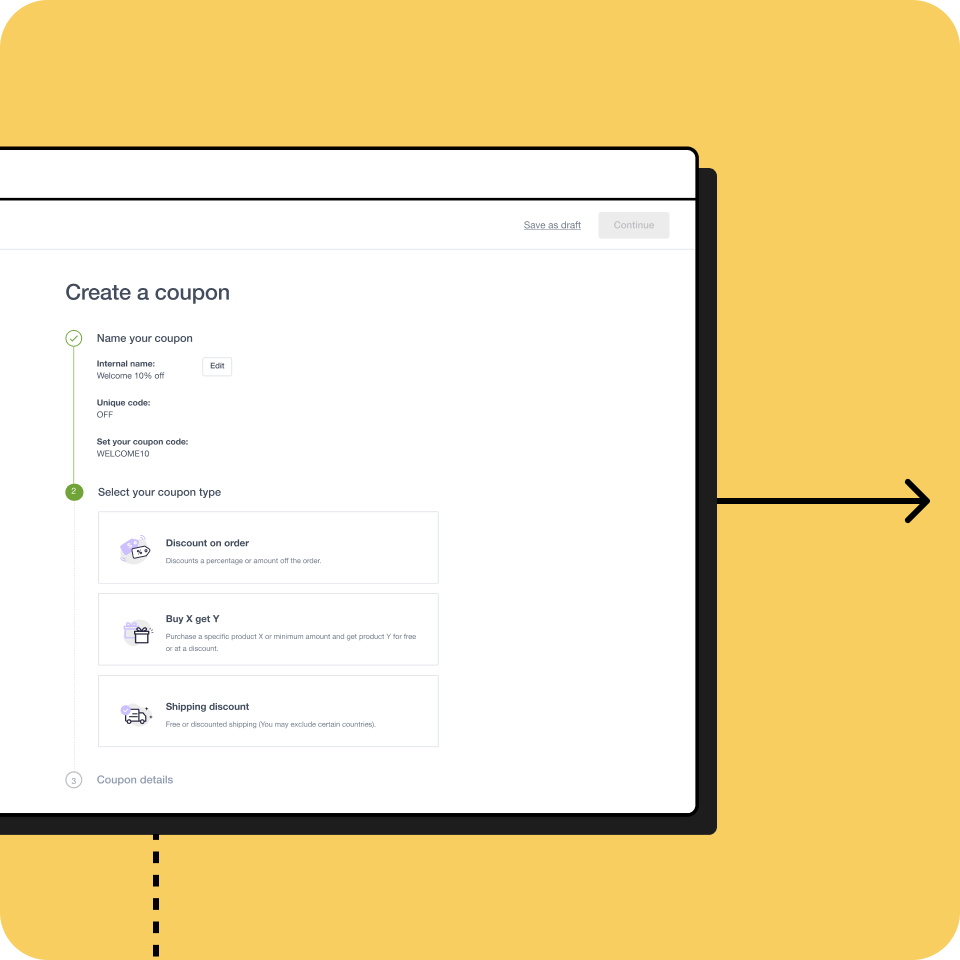 Save as draft
Continue
Create a coupon
Name your coupon
Internal name:
Edit
Welcome 10% off
Unique code:
OFF
Set your coupon code:
WELCOME10
2
Select your coupon type
%
Discount on order
Discounts a percentage or amount off the order.
Buy X get Y
Purchase a specific product X or minimum amount and get product Y for free
or at a discount.
Shipping discount
Free or discounted shipping (You may exclude certain countries).
3
Coupon details